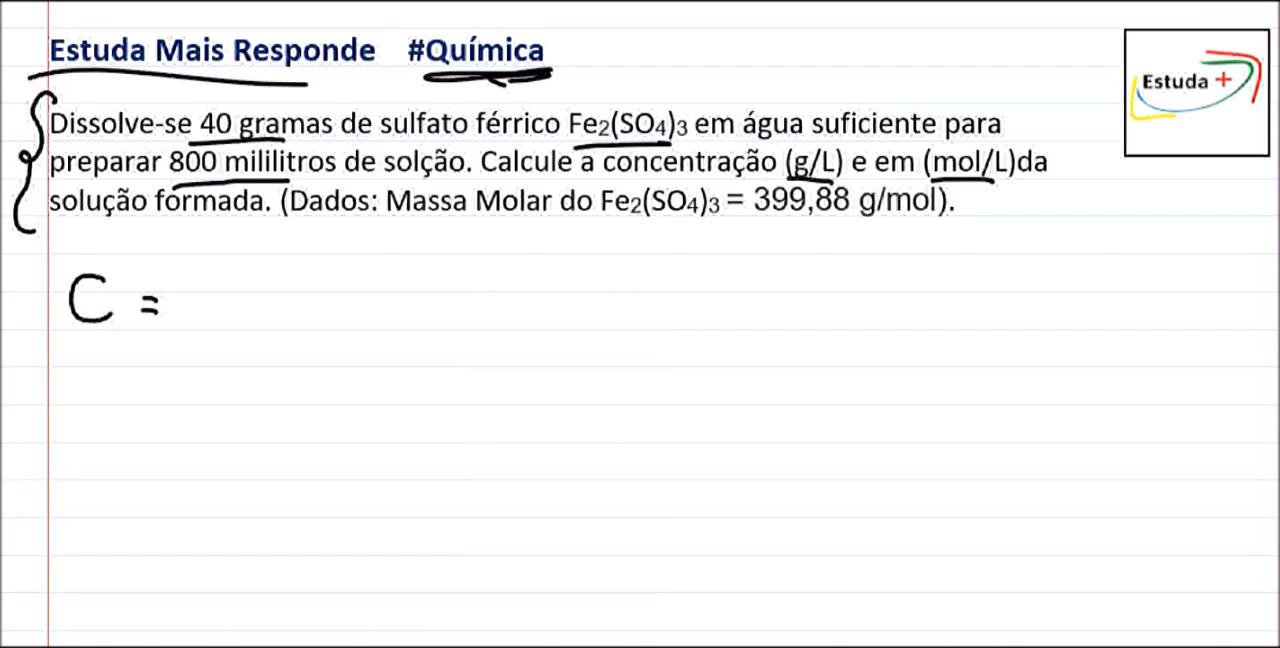 Estuda Mais Responde #Química
Estuda +
Dissolve-se 40 gramas de sulfato férrico Fe2(SO4)3 em água suficiente para
preparar 800 mililitros de solção. Calcule a concentração (g/L) e em (mol/L)da
solução formada. (Dados: Massa Molar do Fe2(SO4)3 = 399,88 g/mol).
C =